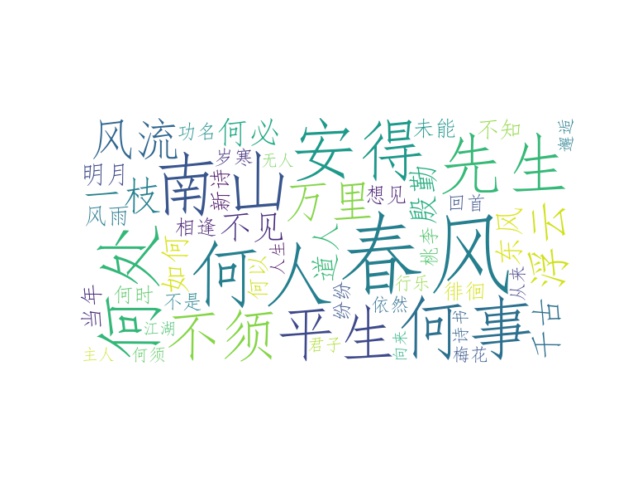 风流
功名
何必
安得
未能
不知
邂逅
明月
一枝
南山
岁寒
无人
新诗
万里
想见
殷勤
先生
回首
风雨
相逢
不见
人生
道人
桃李
东风
浮云
何处
如何
何人
何以
春风
从来
当年
何时
不是
纷纷
行乐
依然
徘徊
江湖
不须
平生
何事
诗书
千古
主人
何须
君子
向来
梅花